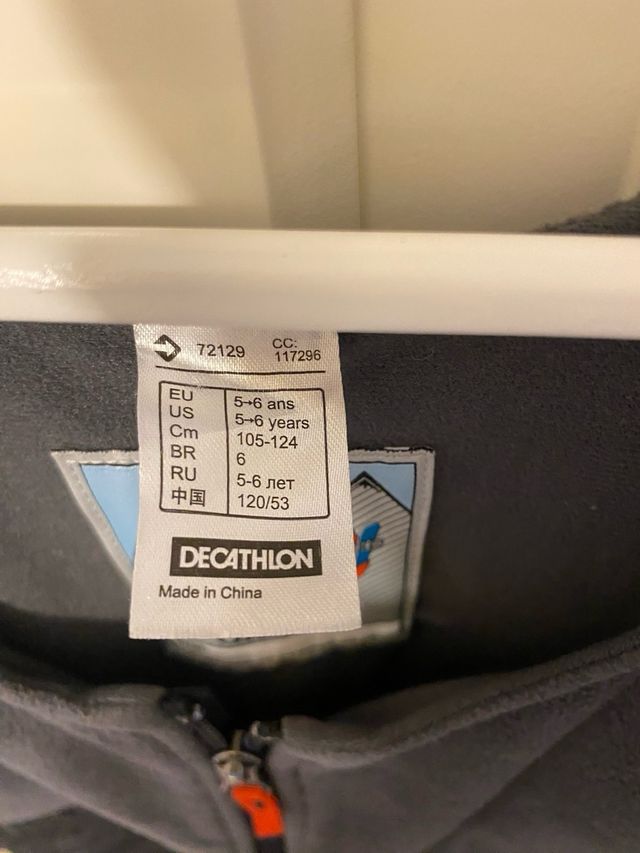 72129 CC:
117296
EU 5→6 ans
US 5→6 years
Cm 105-124
BR 6
RU 5-6 лет
中国 120/53
DECATHLON
Made in China